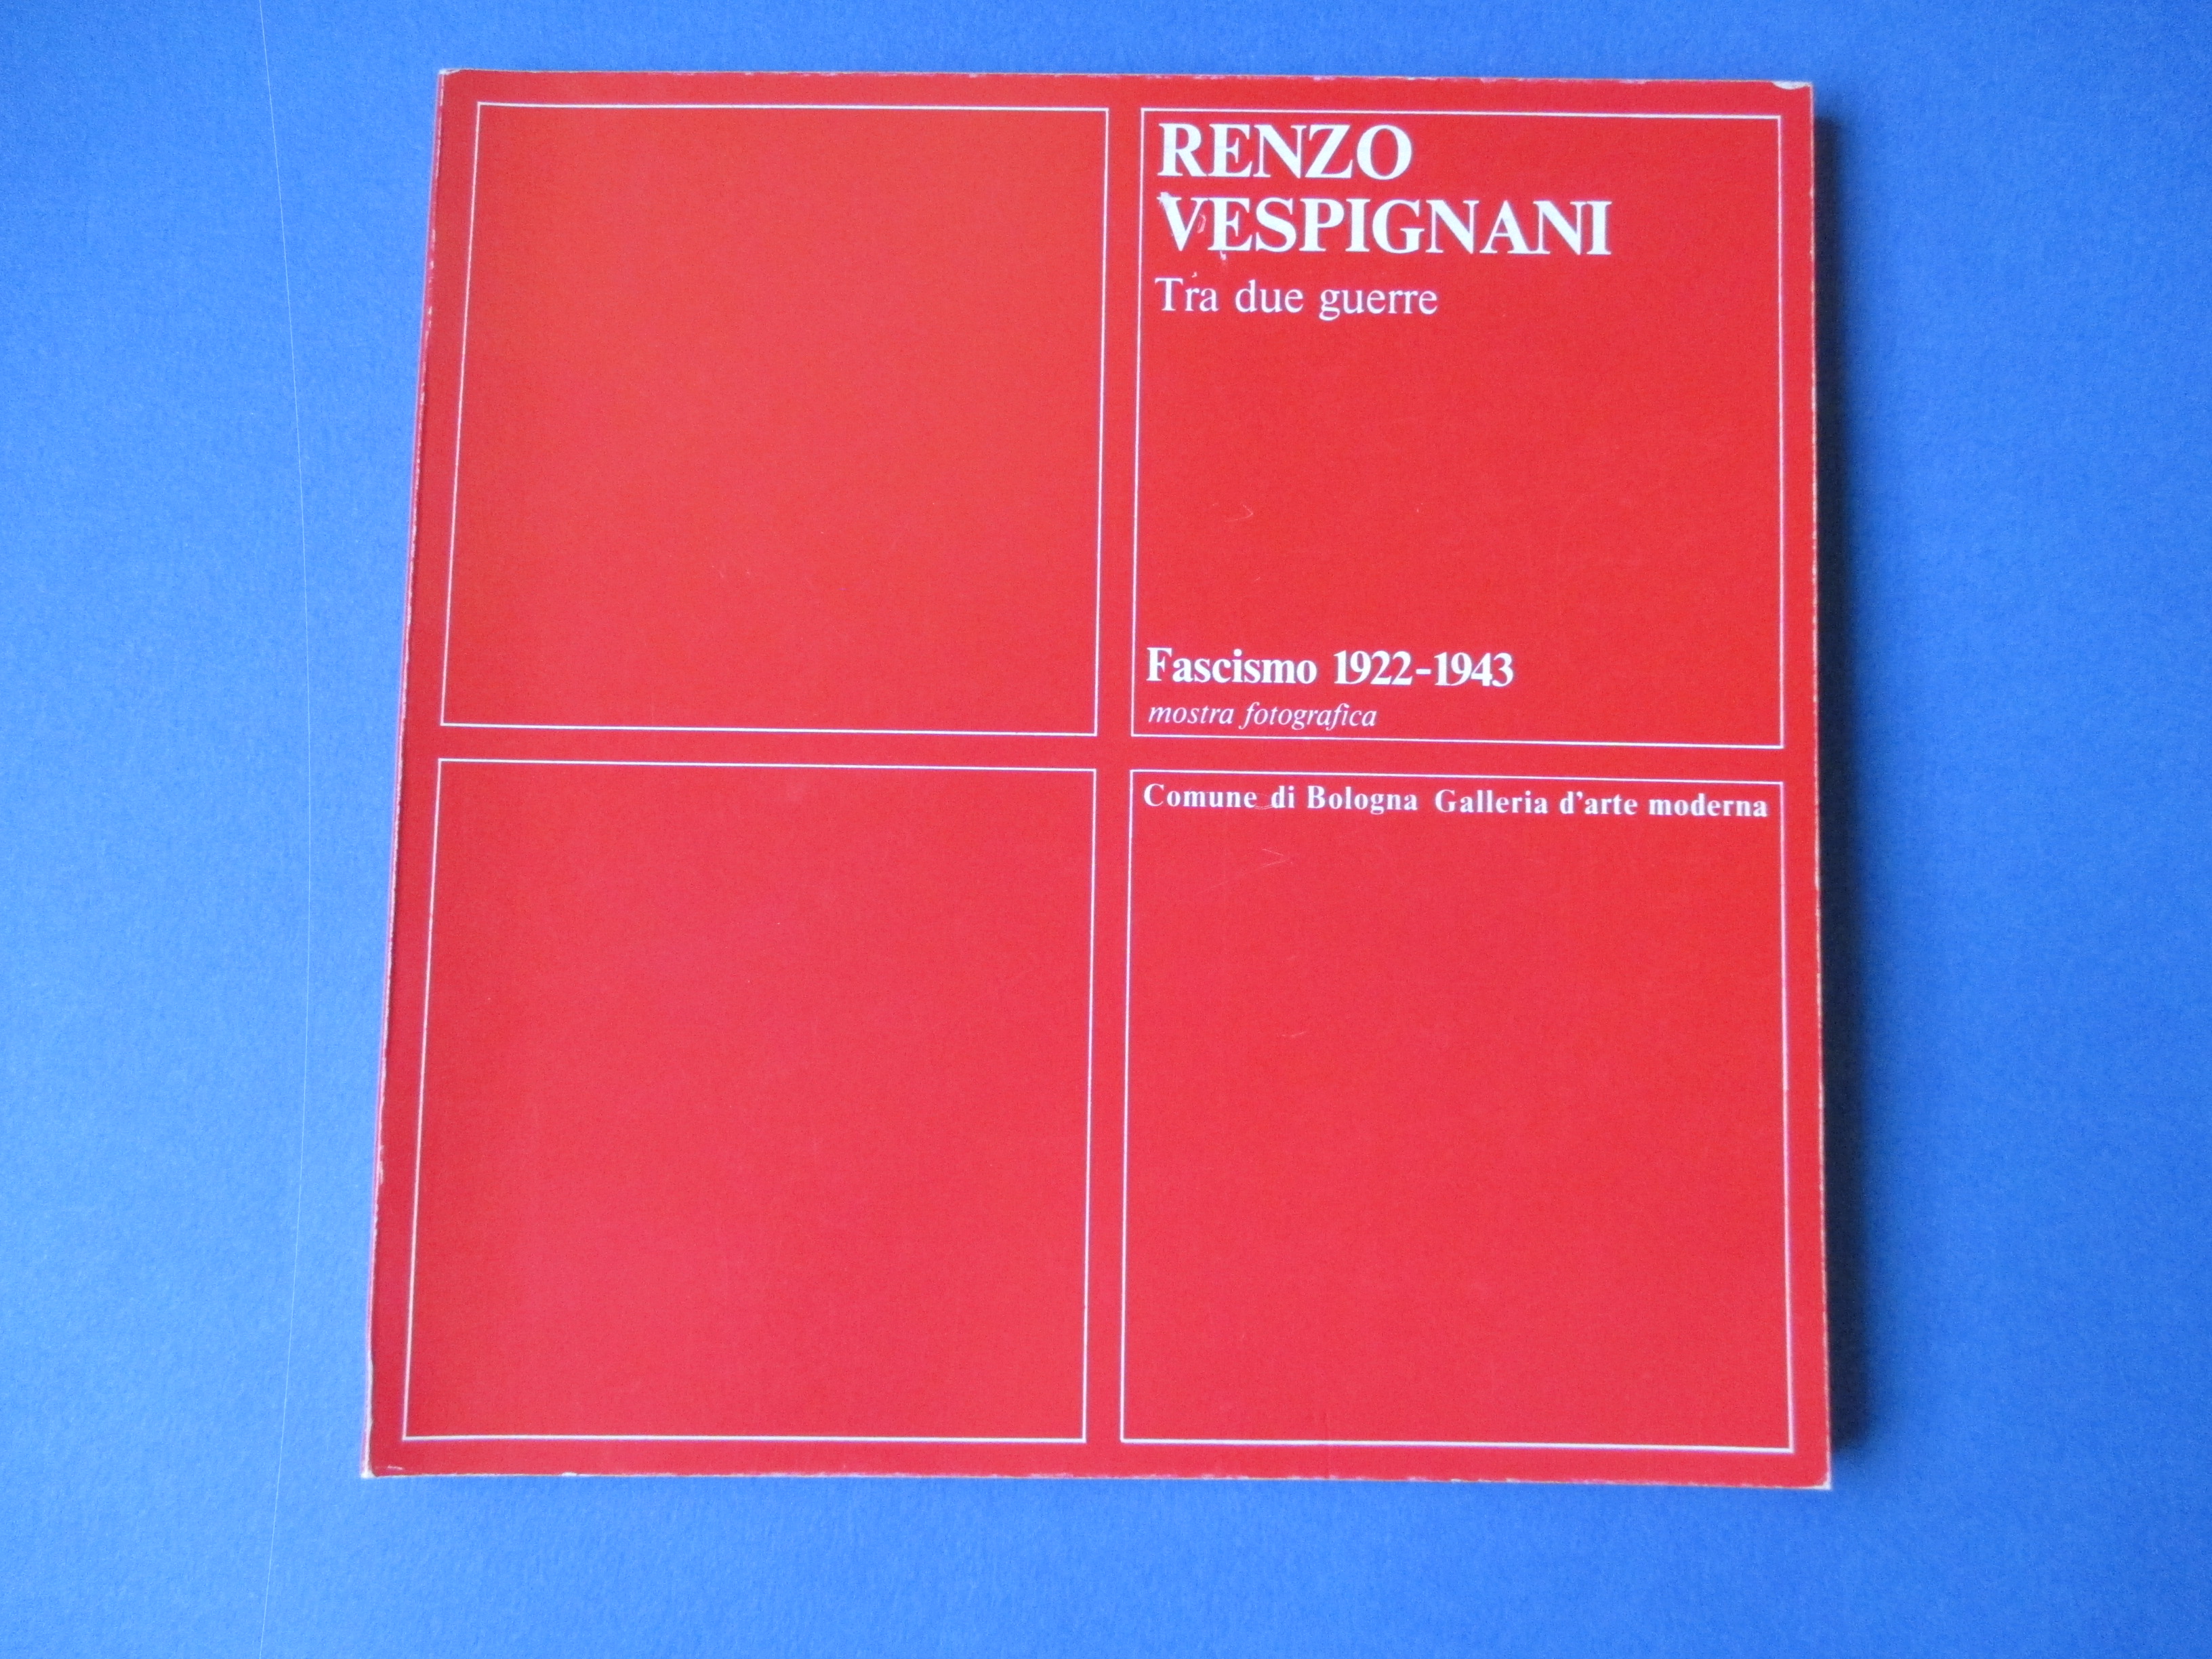 RENZO
VESPIGNANI
Tra due guerre
Fascismo 1922-1943
mostra fotografica
Comune di Bologna Galleria d'arte moderna